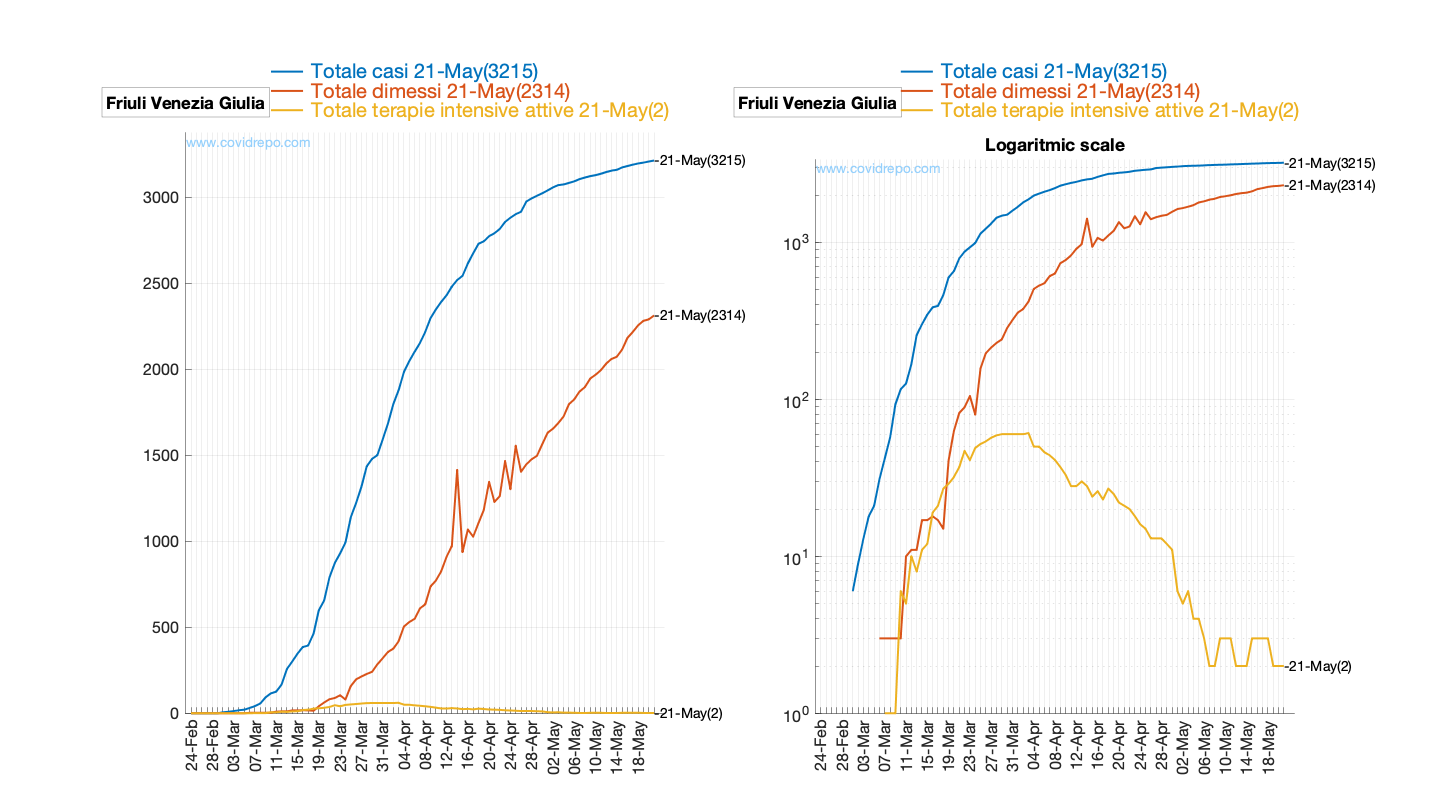 Totale casi 21-May(3215)
Totale dimessi 21-May(2314)
Totale terapie intensive attive 21-May(2)
Friuli Venezia Giulia
www.covidrepo.com
-21-May(3215)
-21-May(2314)
-21-May(2)
3000
2500
2000
1500
1000
500
0
24-Feb
28-Feb
03-Mar
07-Mar
11-Mar
15-Mar
19-Mar
23-Mar
27-Mar
31-Mar
04-Apr
08-Apr
12-Apr
16-Apr
20-Apr
24-Apr
28-Apr
02-May
06-May
10-May
14-May
18-May
Totale casi 21-May(3215)
Totale dimessi 21-May(2314)
Totale terapie intensive attive 21-May(2)
Friuli Venezia Giulia
Logaritmic scale
www.covidrepo.com
-21-May(3215)
-21-May(2314)
-21-May(2)
10³
10²
10¹
10⁰
24-Feb
28-Feb
03-Mar
07-Mar
11-Mar
15-Mar
19-Mar
23-Mar
27-Mar
31-Mar
04-Apr
08-Apr
12-Apr
16-Apr
20-Apr
24-Apr
28-Apr
02-May
06-May
10-May
14-May
18-May